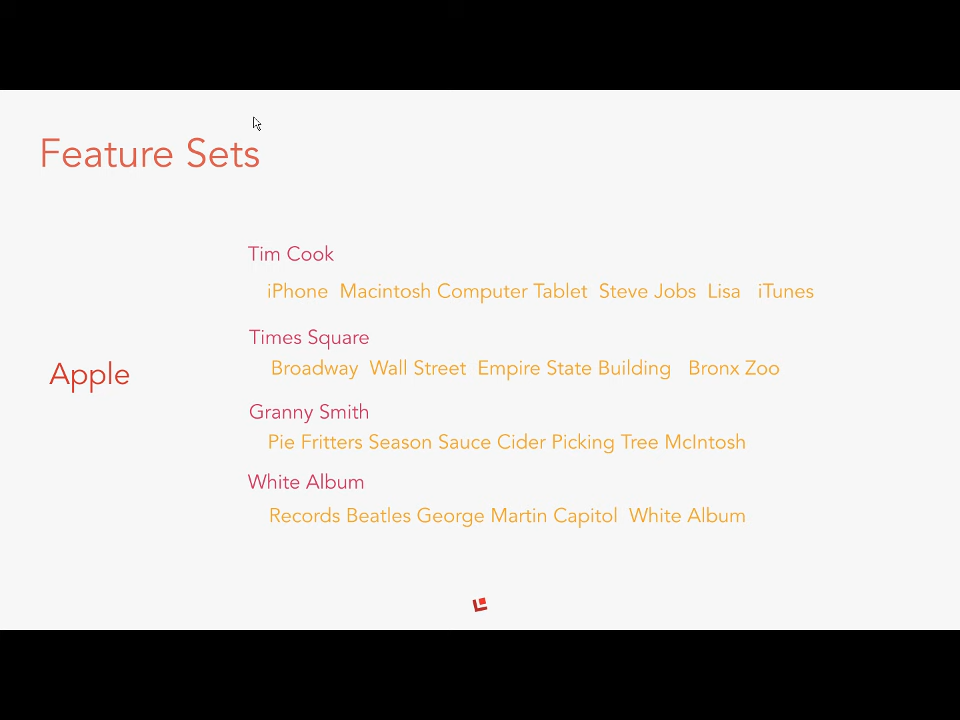 Feature Sets
Tim Cook
iPhone Macintosh Computer Tablet Steve Jobs Lisa iTunes
Times Square
Broadway Wall Street Empire State Building Bronx Zoo
Apple
Granny Smith
Pie Fritters Season Sauce Cider Picking Tree McIntosh
White Album
Records Beatles George Martin Capitol White Album